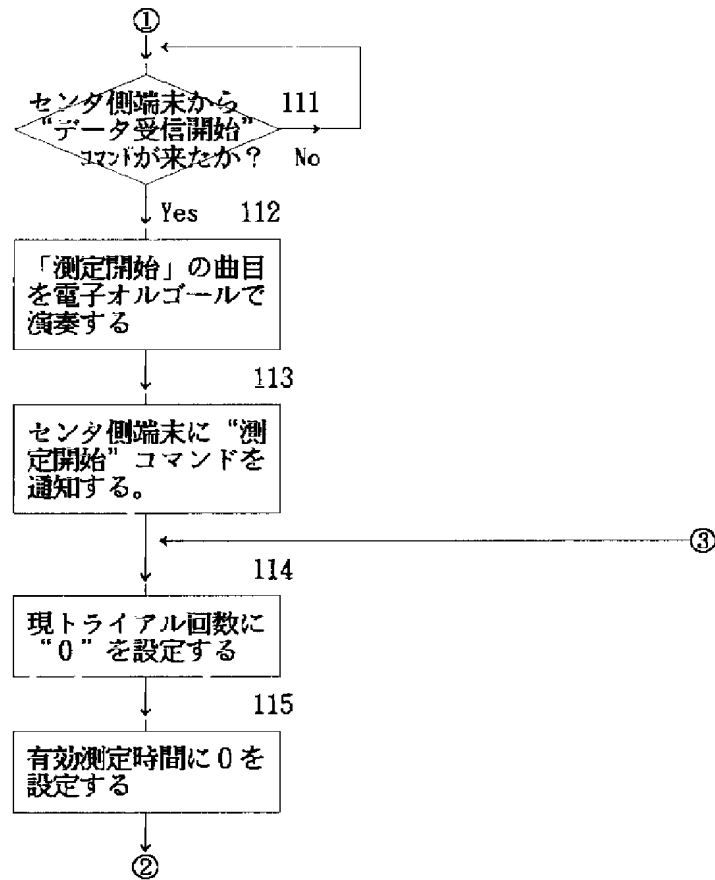 ①
センタ側端末から 111
“データ受信開始”
コマンドが来たか？ No
Yes 112
「測定開始」の曲目
を電子オルゴールで
演奏する
113
センタ側端末に“測
定開始”コマンドを
通知する。
③
114
現トライアル回数に
“０”を設定する
115
有効測定時間に０を
設定する
②